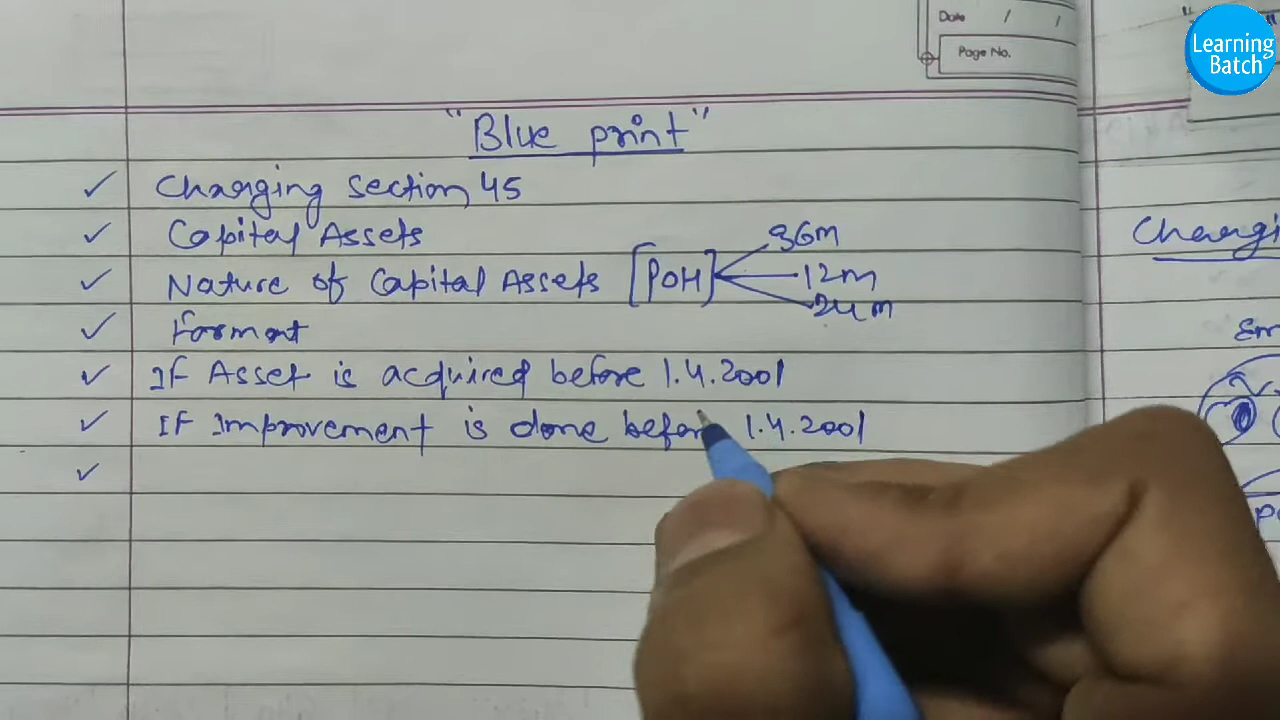 Date / /
Page No.
Learning
Batch
"Blue print"
✓ Charging section 45
✓ Capital Assets
✓ Nature of Capital Assets [POH] 36m
12m
24m
✓ Format
✓ If Asset is acquired before 1.4.2001
✓ If Improvement is done before 1.4.2001
✓